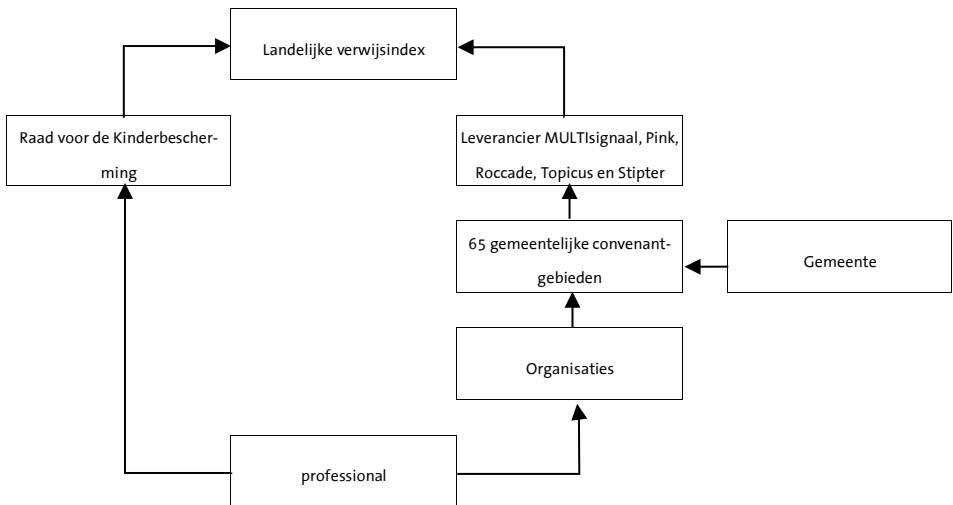 Landelijke verwijsindex
Raad voor de Kinderbescher-
ming
Leverancier MULTIsignaal, Pink,
Roccade, Topicus en Stipter
65 gemeentelijke convenant-
gebieden
Gemeente
Organisaties
professional